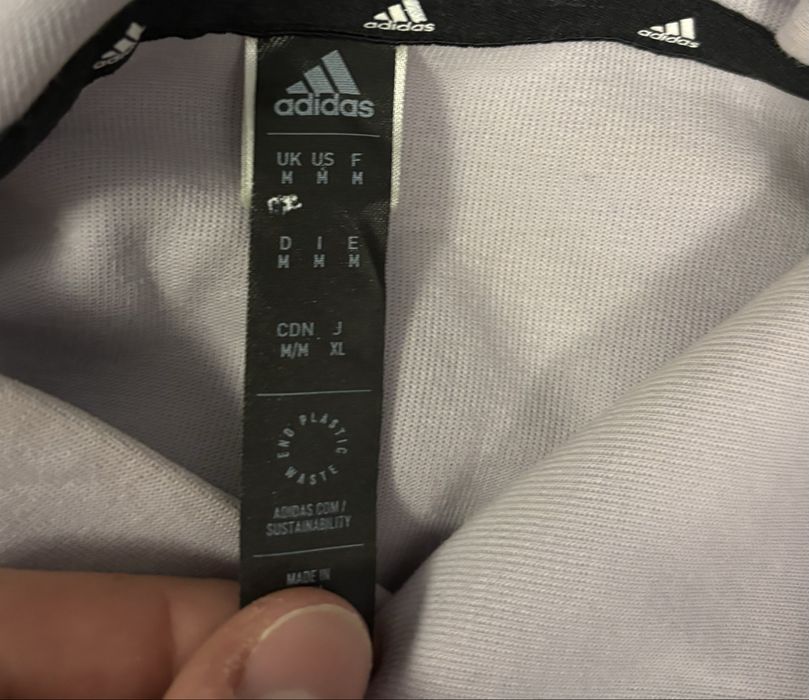 adidas
adidas
adidas
adidas
UK US F
M M M
D I E
M M M
CDN J
M/M XL
END PLASTIC WASTE
ADIDAS.COM/
SUSTAINABILITY
MADE IN